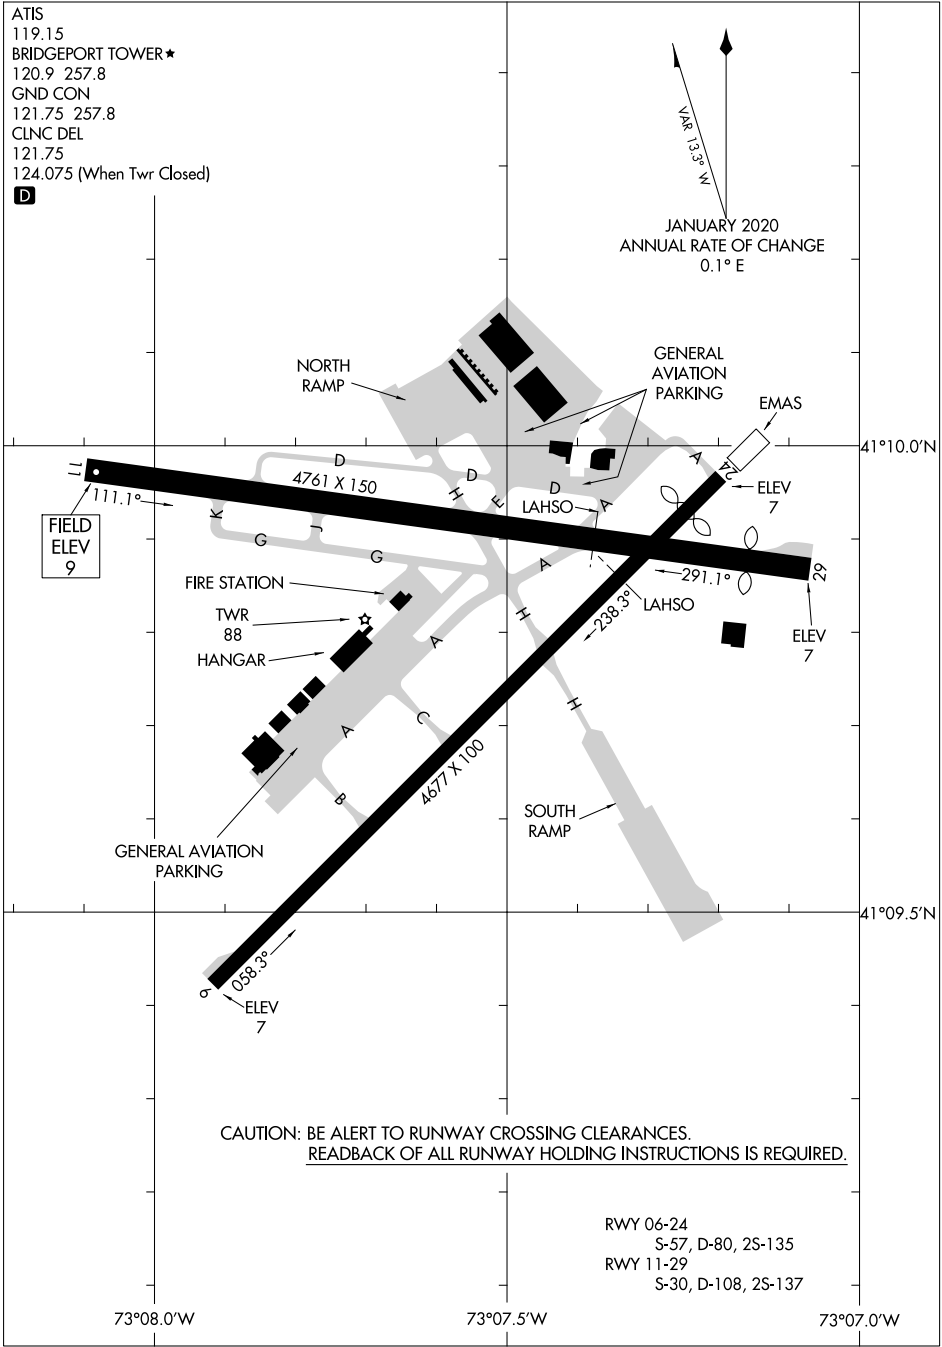 ATIS
119.15
BRIDGEPORT TOWER★
120.9 257.8
GND CON
121.75 257.8
CLNC DEL
121.75
124.075 (When Twr Closed)
D
VAR 13.3° W
JANUARY 2020
ANNUAL RATE OF CHANGE
0.1° E
NORTH
RAMP
GENERAL
AVIATION
PARKING
EMAS
41°10.0'N
A
24
ELEV
7
11
D
4761 X 150
D
D
H
E
LAHSO
A
111.1°
FIELD
ELEV
9
K
J
G
G
A
291.1°
29
FIRE STATION
TWR
88
HANGAR
H
238.3°
LAHSO
ELEV
7
A
A
C
H
4677 X 100
B
SOUTH
RAMP
GENERAL AVIATION
PARKING
41°09.5'N
058.3°
6
ELEV
7
CAUTION: BE ALERT TO RUNWAY CROSSING CLEARANCES.
READBACK OF ALL RUNWAY HOLDING INSTRUCTIONS IS REQUIRED.
RWY 06-24
S-57, D-80, 2S-135
RWY 11-29
S-30, D-108, 2S-137
73°08.0'W
73°07.5'W
73°07.0'W